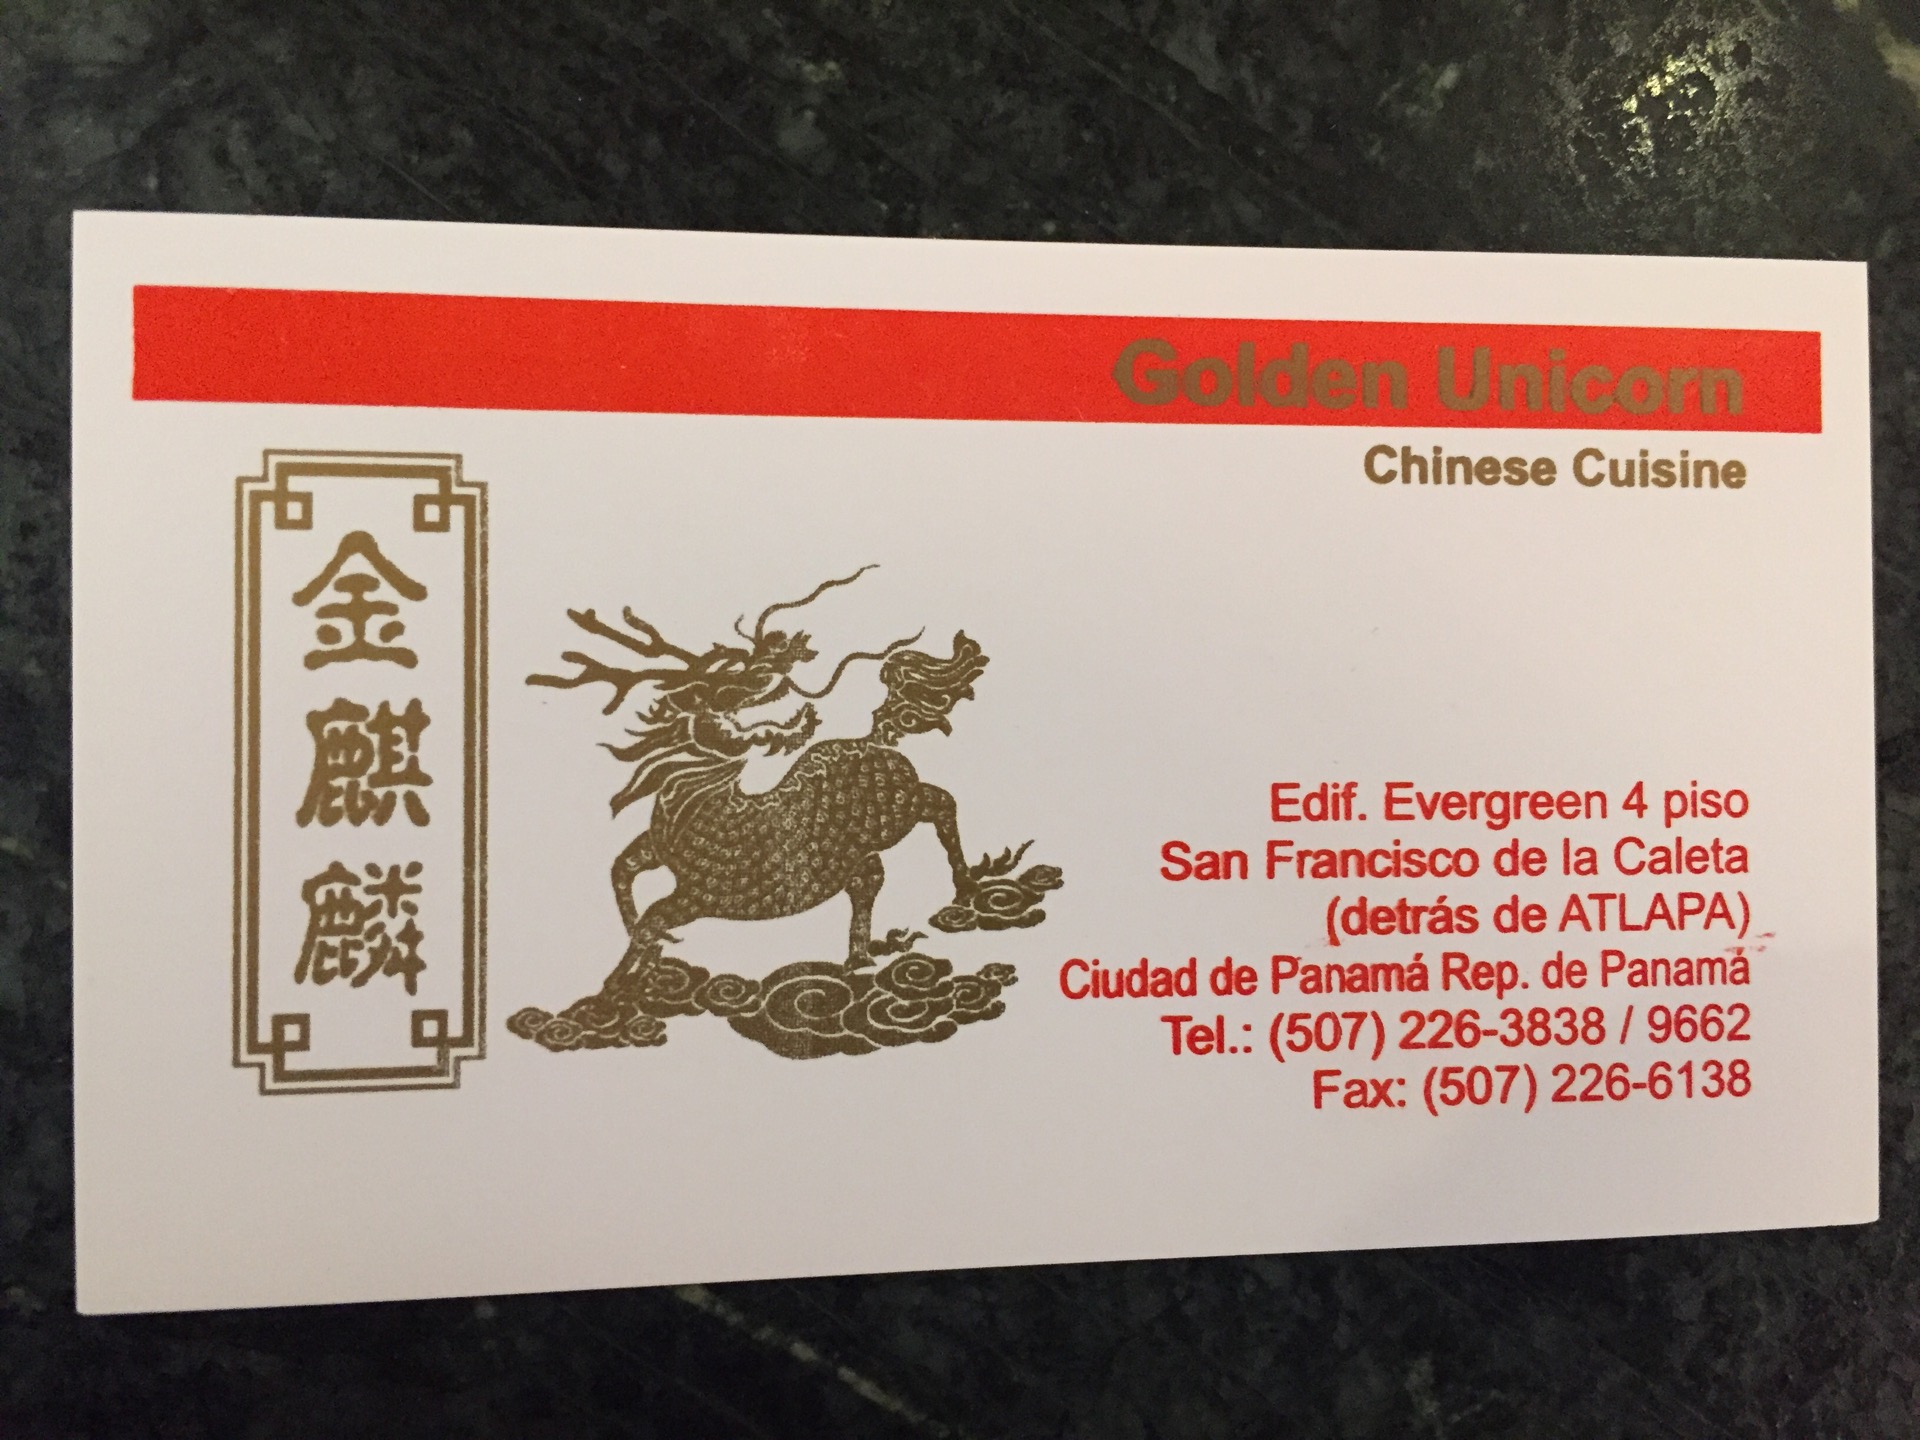 Golden Unicorn
Chinese Cuisine
金麒麟
Edif. Evergreen 4 piso
San Francisco de la Caleta
(detrás de ATLAPA)
Ciudad de Panamá Rep. de Panamá
Tel.: (507) 226-3838 / 9662
Fax: (507) 226-6138